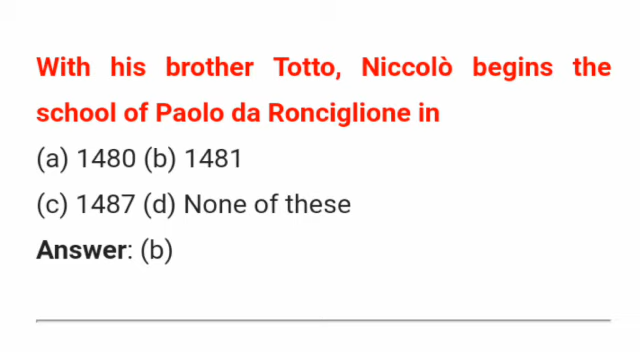 With his brother Totto, Niccolò begins the
school of Paolo da Ronciglione in
(a) 1480 (b) 1481
(c) 1487 (d) None of these
Answer: (b)